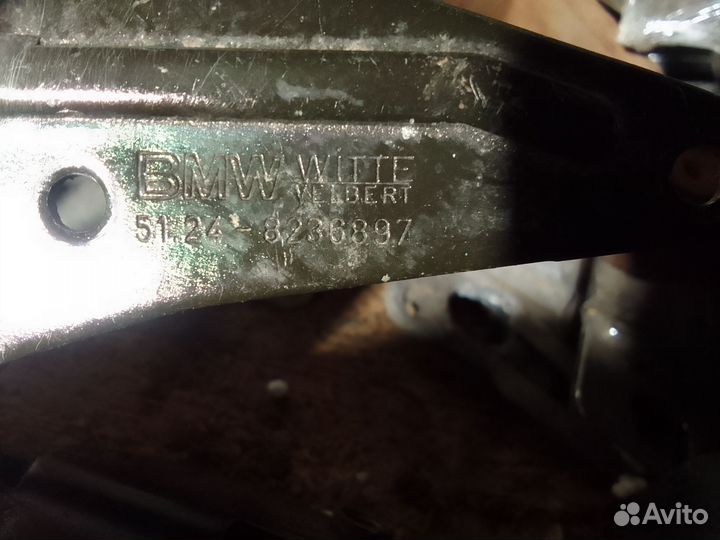 BMW WITTE
VELBERT
51.24-8236897
Avito